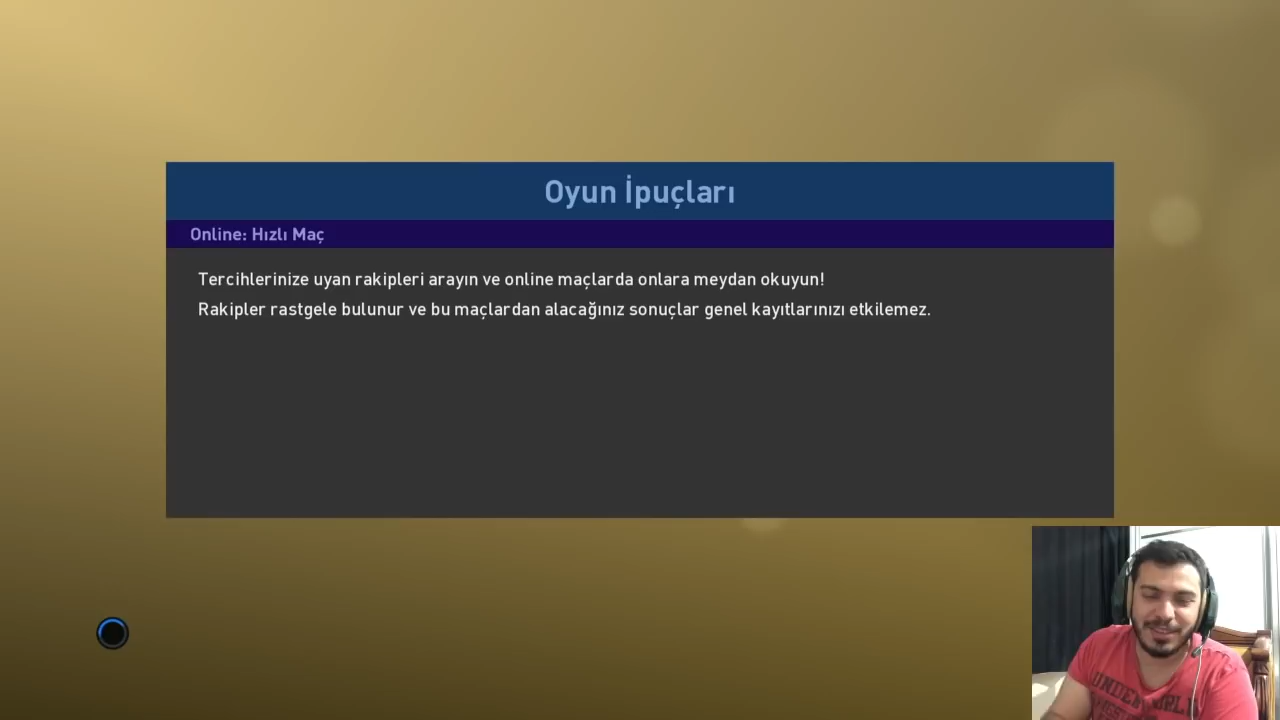 Oyun İpuçları
Online: Hızlı Maç
Tercihlerinize uyan rakipleri arayın ve online maçlarda onlara meydan okuyun!
Rakipler rastgele bulunur ve bu maçlardan alacağınız sonuçlar genel kayıtlarınızı etkilemez.